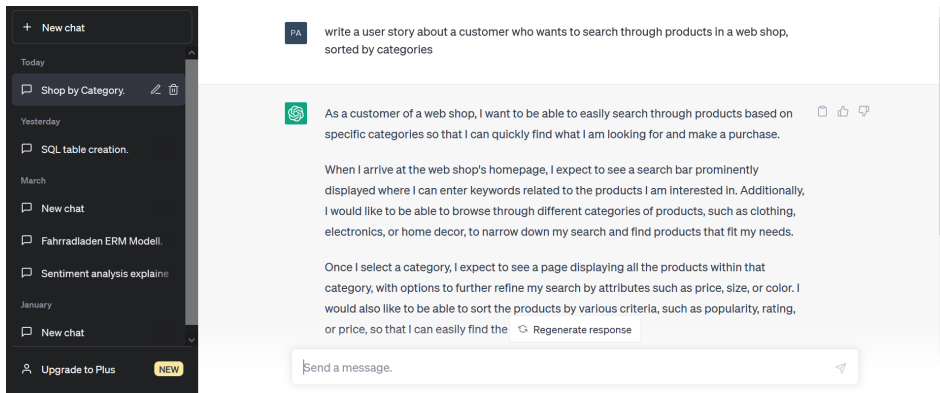 + New chat
Today
Shop by Category.
Yesterday
SQL table creation.
March
New chat
Fahrradladen ERM Modell.
Sentiment analysis explaine
January
New chat
Upgrade to Plus NEW
PA
write a user story about a customer who wants to search through products in a web shop,
sorted by categories
As a customer of a web shop, I want to be able to easily search through products based on
specific categories so that I can quickly find what I am looking for and make a purchase.
When I arrive at the web shop's homepage, I expect to see a search bar prominently
displayed where I can enter keywords related to the products I am interested in. Additionally,
I would like to be able to browse through different categories of products, such as clothing,
electronics, or home decor, to narrow down my search and find products that fit my needs.
Once I select a category, I expect to see a page displaying all the products within that
category, with options to further refine my search by attributes such as price, size, or color. I
would also like to be able to sort the products by various criteria, such as popularity, rating,
or price, so that I can easily find the
Regenerate response
Send a message.